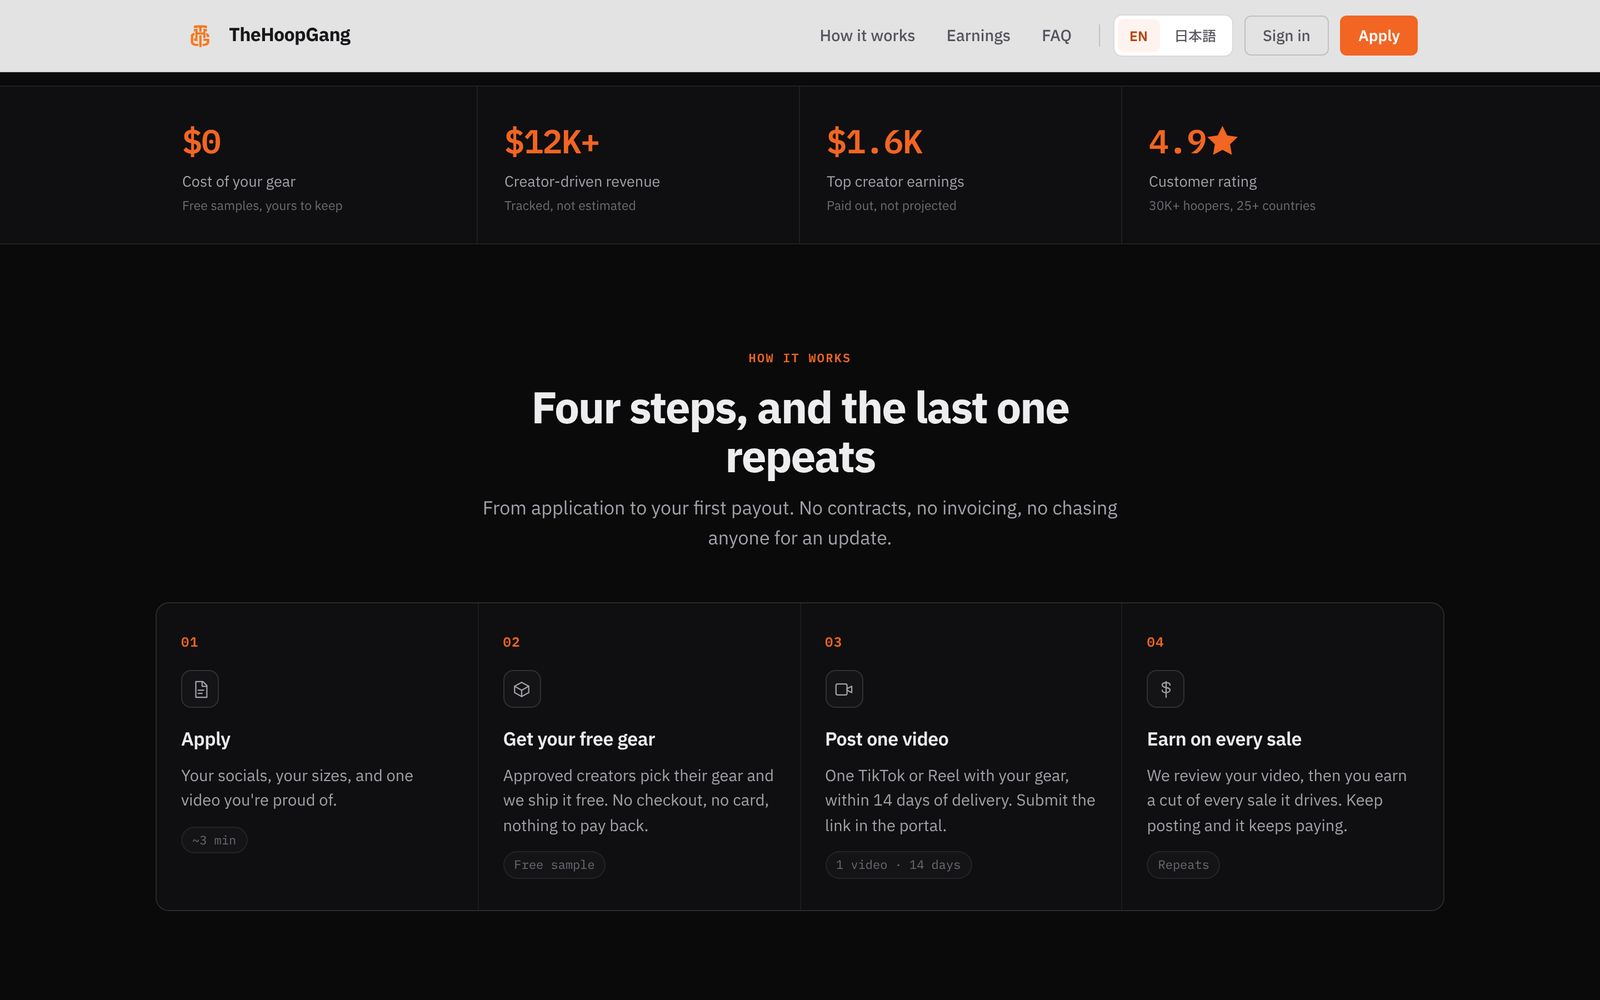 TheHoopGang
How it works
Earnings
FAQ
EN
日本語
Sign in
Apply
$0
Cost of your gear
Free samples, yours to keep
$12K+
Creator-driven revenue
Tracked, not estimated
$1.6K
Top creator earnings
Paid out, not projected
4.9★
Customer rating
30K+ hoopers, 25+ countries
HOW IT WORKS
Four steps, and the last one
repeats
From application to your first payout. No contracts, no invoicing, no chasing
anyone for an update.
01
Apply
Your socials, your sizes, and one
video you're proud of.
~3 min
02
Get your free gear
Approved creators pick their gear and
we ship it free. No checkout, no card,
nothing to pay back.
Free sample
03
Post one video
One TikTok or Reel with your gear,
within 14 days of delivery. Submit the
link in the portal.
1 video · 14 days
04
Earn on every sale
We review your video, then you earn
a cut of every sale it drives. Keep
posting and it keeps paying.
Repeats